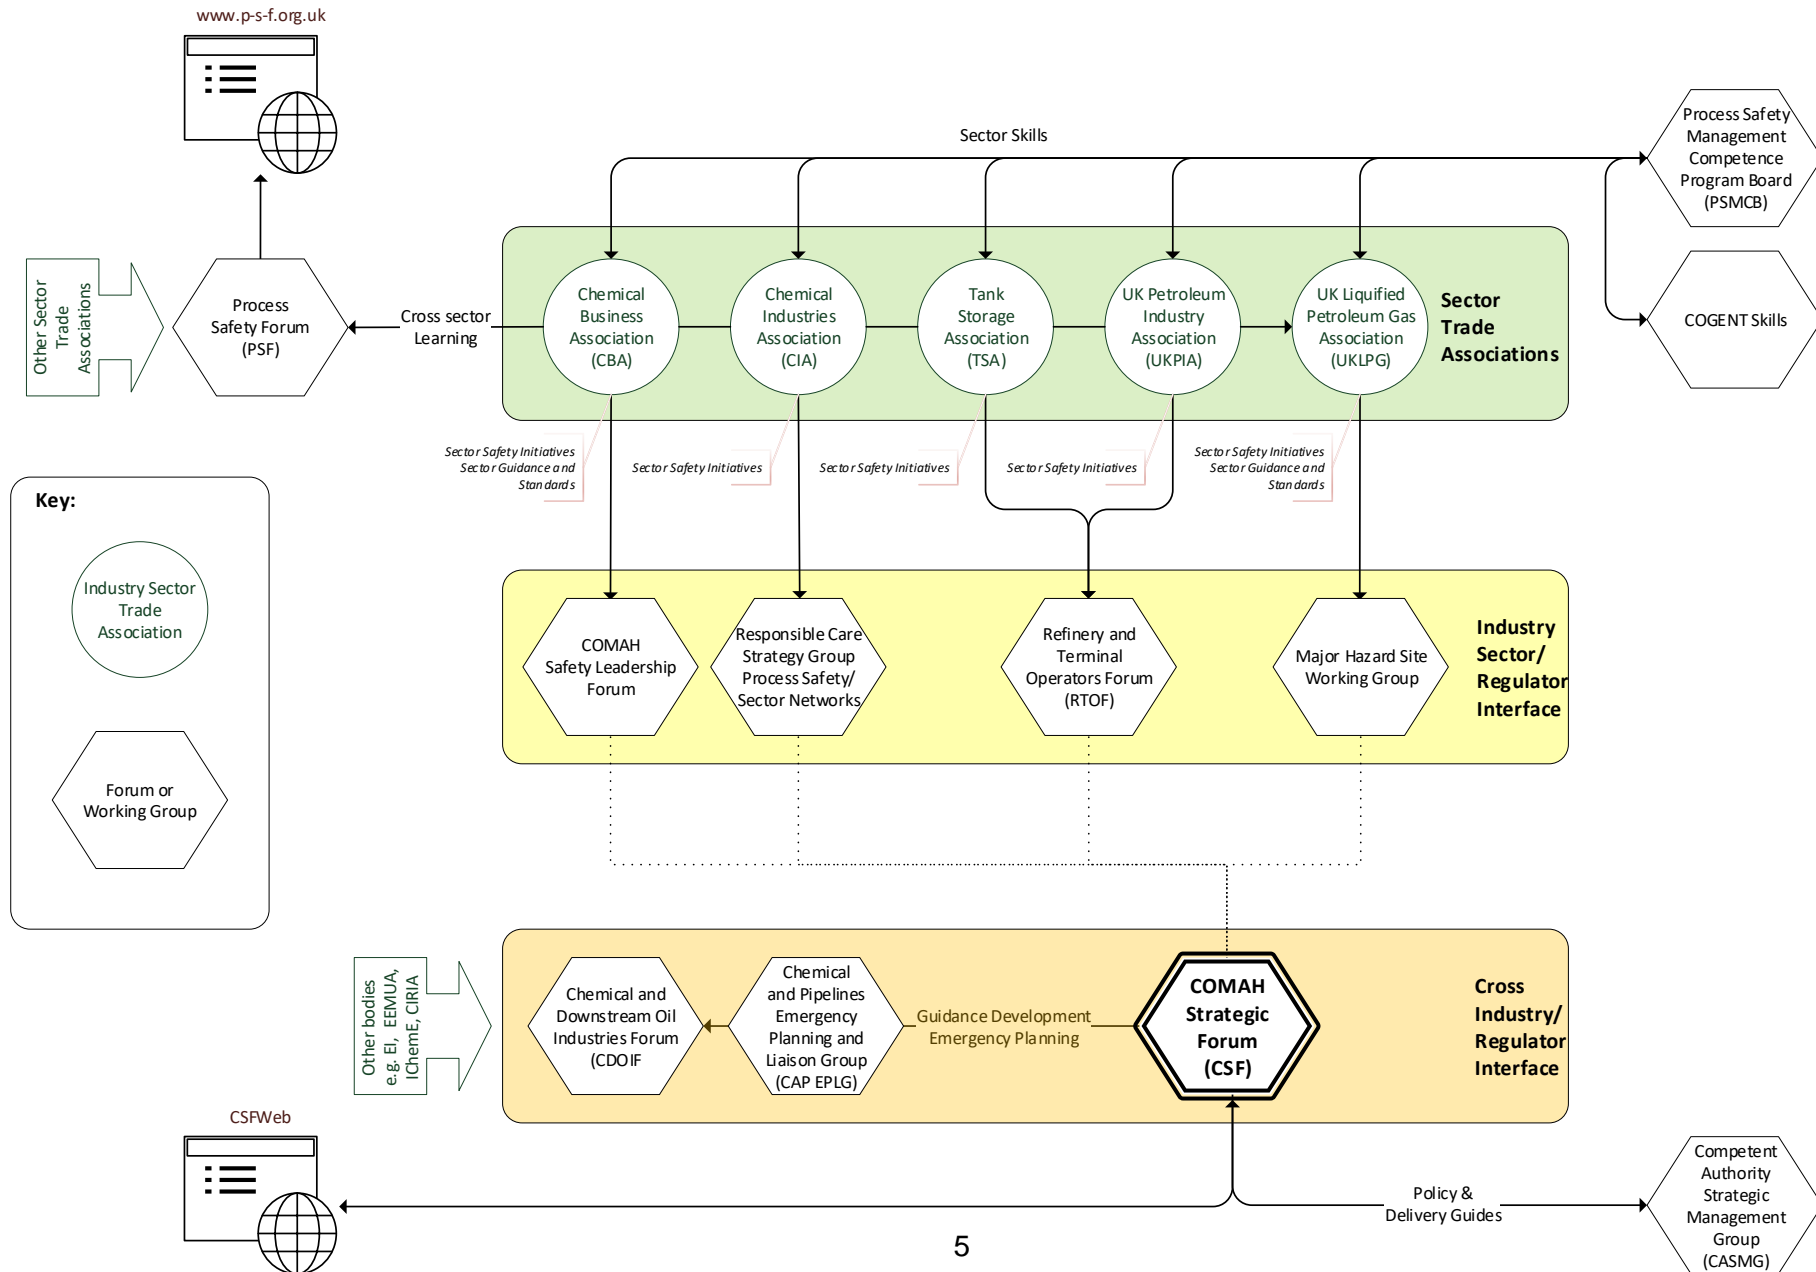 www.p-s-f.org.uk
Sector Skills
Process Safety
Management
Competence
Program Board
(PSMCB)
Other Sector
Trade
Associations
Process
Safety Forum
(PSF)
Cross sector
Learning
Chemical
Business
Association
(CBA)
Chemical
Industries
Association
(CIA)
Tank
Storage
Association
(TSA)
UK Petroleum
Industry
Association
(UKPIA)
UK Liquified
Petroleum Gas
Association
(UKLPG)
Sector
Trade
Associations
COGENT Skills
Sector Safety Initiatives
Sector Guidance and
Standards
Sector Safety Initiatives
Sector Safety Initiatives
Sector Safety Initiatives
Sector Safety Initiatives
Sector Guidance and
Standards
Key:
Industry Sector
Trade
Association
Forum or
Working Group
COMAH
Safety Leadership
Forum
Responsible Care
Strategy Group
Process Safety/
Sector Networks
Refinery and
Terminal
Operators Forum
(RTOF)
Major Hazard Site
Working Group
Industry
Sector/
Regulator
Interface
Other bodies
e.g. EI, EEMUA,
IChemE, CIRIA
Chemical and
Downstream Oil
Industries Forum
(CDOIF
Chemical
and Pipelines
Emergency
Planning and
Liaison Group
(CAP EPLG)
Guidance Development
Emergency Planning
COMAH
Strategic
Forum
(CSF)
Cross
Industry/
Regulator
Interface
CSFWeb
Policy &
Delivery Guides
Competent
Authority
Strategic
Management
Group
(CASMG)
5